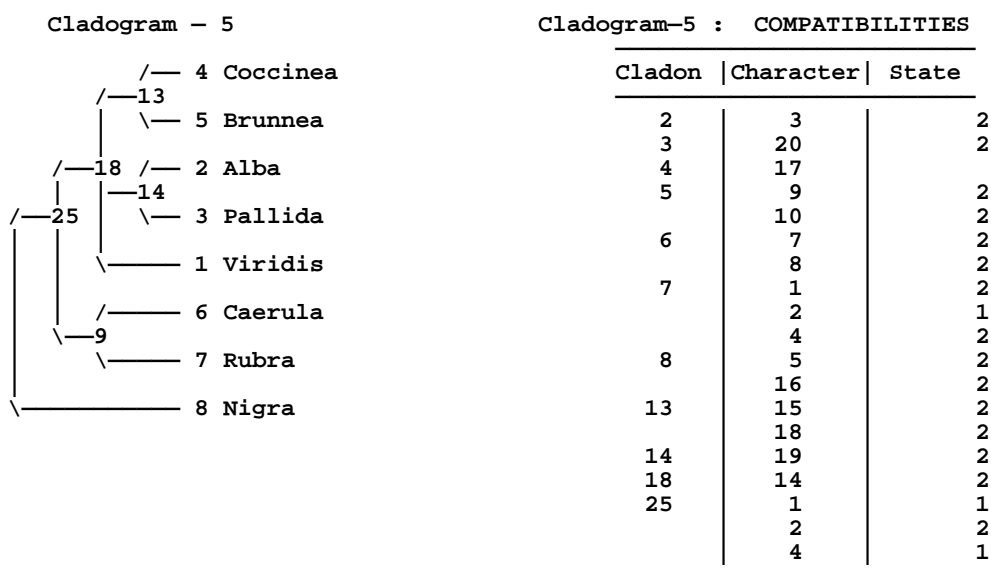 Cladogram — 5
/—— 4 Coccinea
/——13
\—— 5 Brunnea
/——18 /—— 2 Alba
|——14
/——25 \—— 3 Pallida
\————— 1 Viridis
/————— 6 Caerula
\——9
\————— 7 Rubra
\——————————— 8 Nigra
Cladogram—5 : COMPATIBILITIES
Cladon |Character| State
2 | 3 | 2
3 20 2
4 17
5 9 2
10 2
6 7 2
8 2
7 1 2
2 1
4 2
8 5 2
16 2
13 15 2
18 2
14 19 2
18 14 2
25 1 1
2 2
4 1